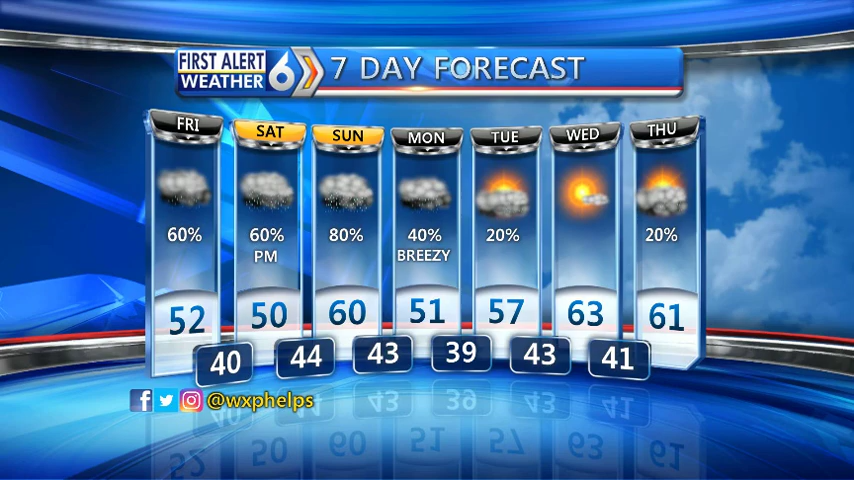 FIRST ALERT
WEATHER 6
7 DAY FORECAST
FRI SAT SUN MON TUE WED THU
60% 60% 80% 40% 20% 20%
PM BREEZY
52 50 60 51 57 63 61
40 44 43 39 43 41
@wxphelps